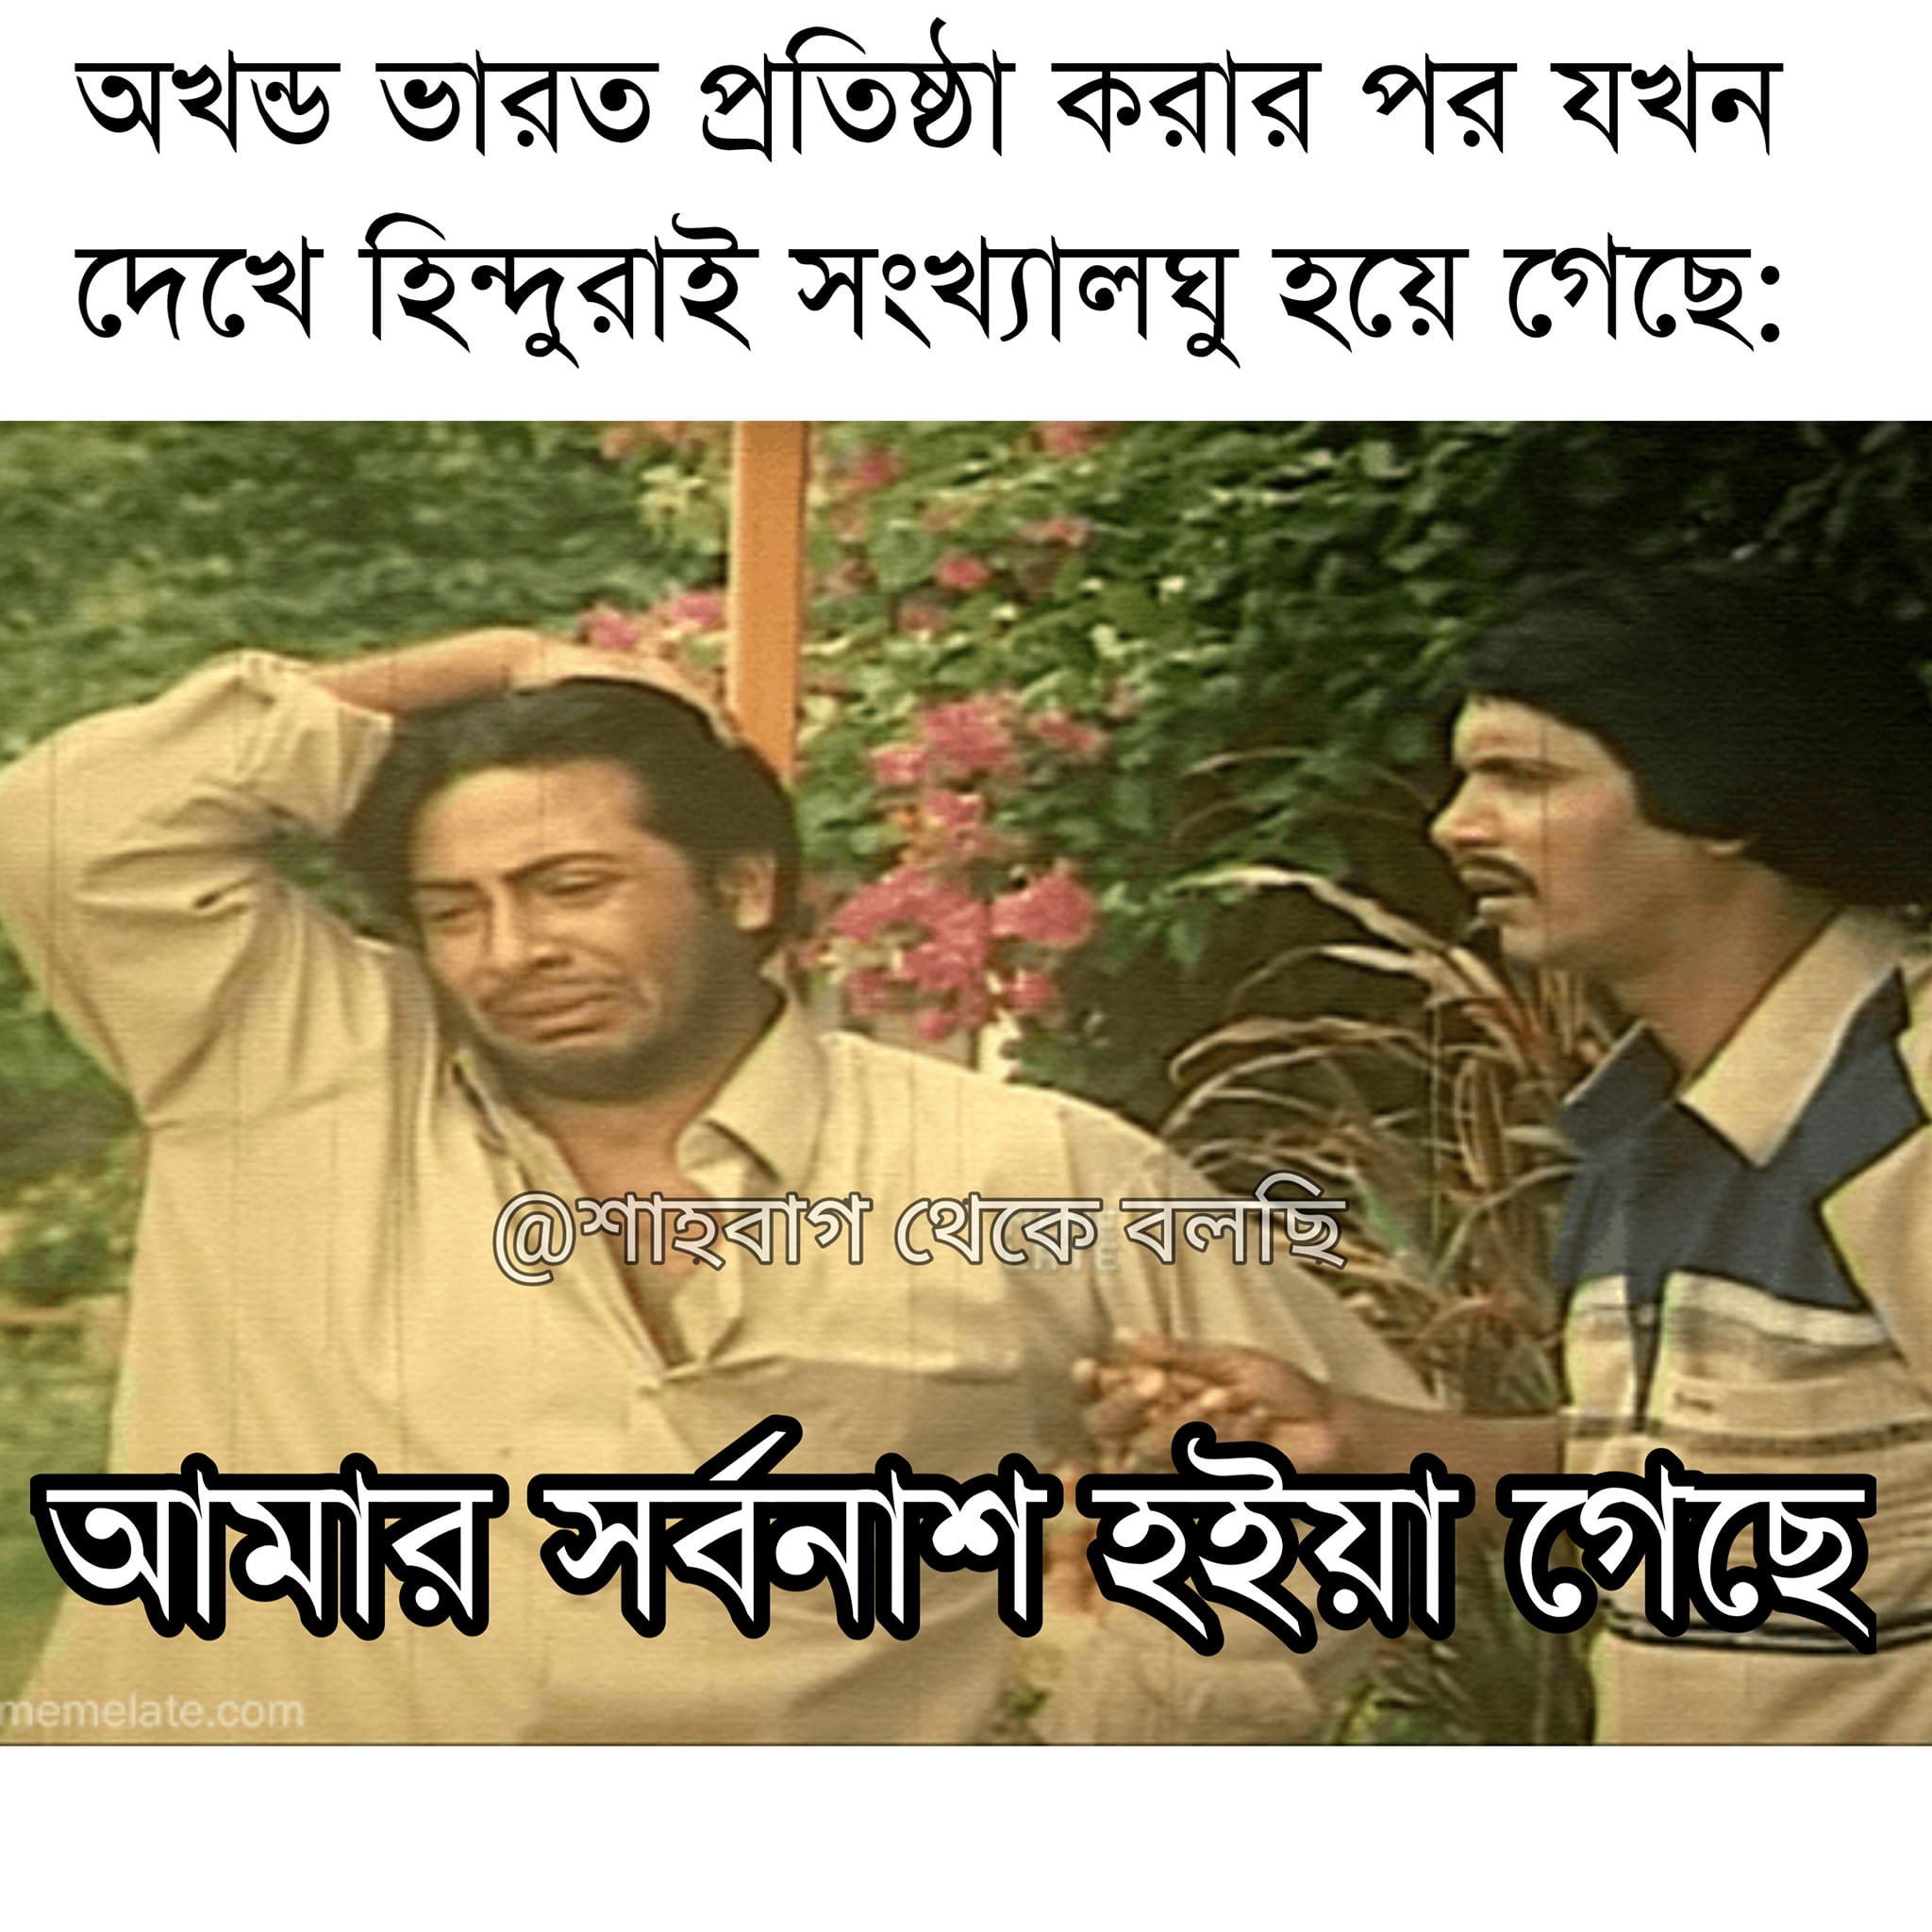 অখন্ড ভারত প্রতিষ্ঠা করার পর যখন
দেখে হিন্দুরাই সংখ্যালঘু হয়ে গেছে:
@শাহবাগ থেকে বলছি
আমার সর্বনাশ হইয়া গেছে
memelate.com